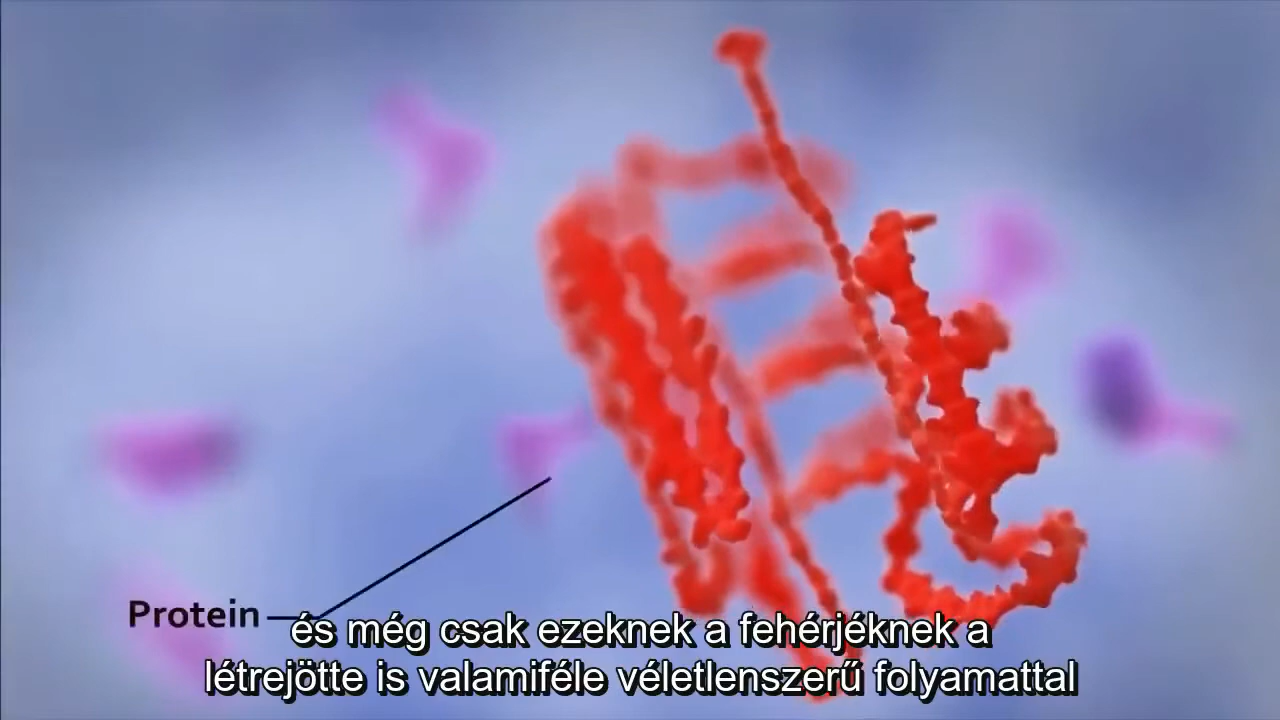 Protein
és még csak ezeknek a fehérjéknek a
létrejötte is valamiféle véletlenszerű folyamattal